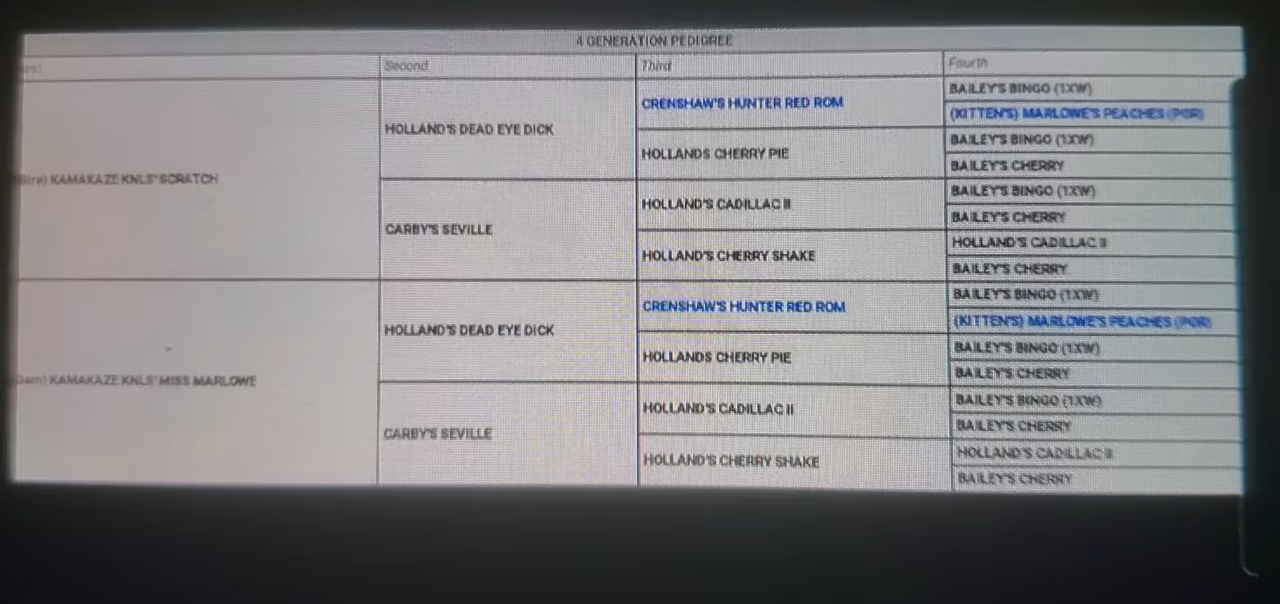 4 GENERATION PEDIGREE
Second
Third
Fourth
KAMAKAZE KNLS' SCRATCH
HOLLAND'S DEAD EYE DICK
CRENSHAW'S HUNTER RED ROM
BAILEY'S BINGO (1XW)
(KITTEN'S) MARLOWE'S PEACHES (POR)
HOLLANDS CHERRY PIE
BAILEY'S BINGO (1XW)
BAILEY'S CHERRY
CARBY'S SEVILLE
HOLLAND'S CADILLAC II
BAILEY'S BINGO (1XW)
BAILEY'S CHERRY
HOLLAND'S CHERRY SHAKE
HOLLAND'S CADILLAC II
BAILEY'S CHERRY
KAMAKAZE KNLS' MISS MARLOWE
HOLLAND'S DEAD EYE DICK
CRENSHAW'S HUNTER RED ROM
BAILEY'S BINGO (1XW)
(KITTEN'S) MARLOWE'S PEACHES (POR)
HOLLANDS CHERRY PIE
BAILEY'S BINGO (1XW)
BAILEY'S CHERRY
CARBY'S SEVILLE
HOLLAND'S CADILLAC II
BAILEY'S BINGO (1XW)
BAILEY'S CHERRY
HOLLAND'S CHERRY SHAKE
HOLLAND'S CADILLAC II
BAILEY'S CHERRY